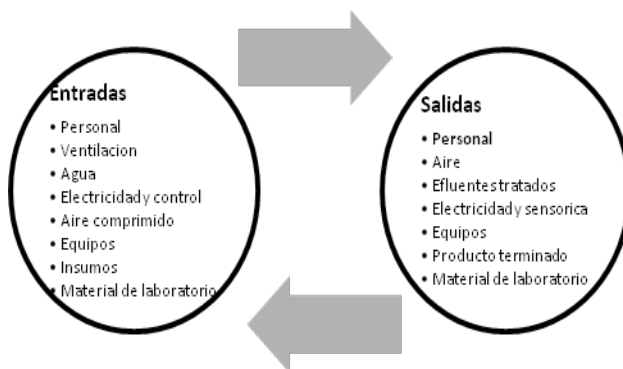 Entradas
• Personal
• Ventilacion
• Agua
• Electricidad y control
• Aire comprimido
• Equipos
• Insumos
• Material de laboratorio
Salidas
• Personal
• Aire
• Efluentes tratados
• Electricidad y sensorica
• Equipos
• Producto terminado
• Material de laboratorio